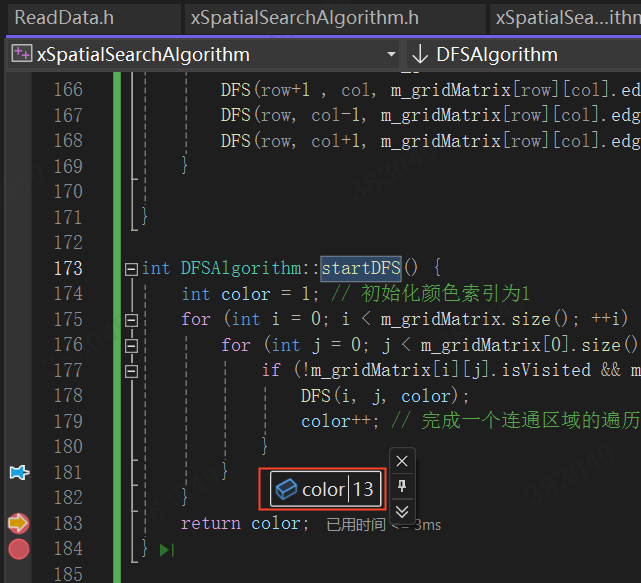 ReadData.h xSpatialSearchAlgorithm.h xSpatialSea...ithm
xSpatialSearchAlgorithm DFSAlgorithm
166 DFS(row+1 , col, m_gridMatrix[row][col].ed
167 DFS(row, col-1, m_gridMatrix[row][col].edg
168 DFS(row, col+1, m_gridMatrix[row][col].edg
169 }
170
171 }
172
173 int DFSAlgorithm::startDFS() {
174 int color = 1; // 初始化颜色索引为1
175 for (int i = 0; i < m_gridMatrix.size(); ++i)
176 for (int j = 0; j < m_gridMatrix[0].size()
177 if (!m_gridMatrix[i][j].isVisited && m
178 DFS(i, j, color);
179 color++; // 完成一个连通区域的遍历
180 }
181 }
color 13
182 }
183 return color; 已用时间 <= 3ms
184 }
185